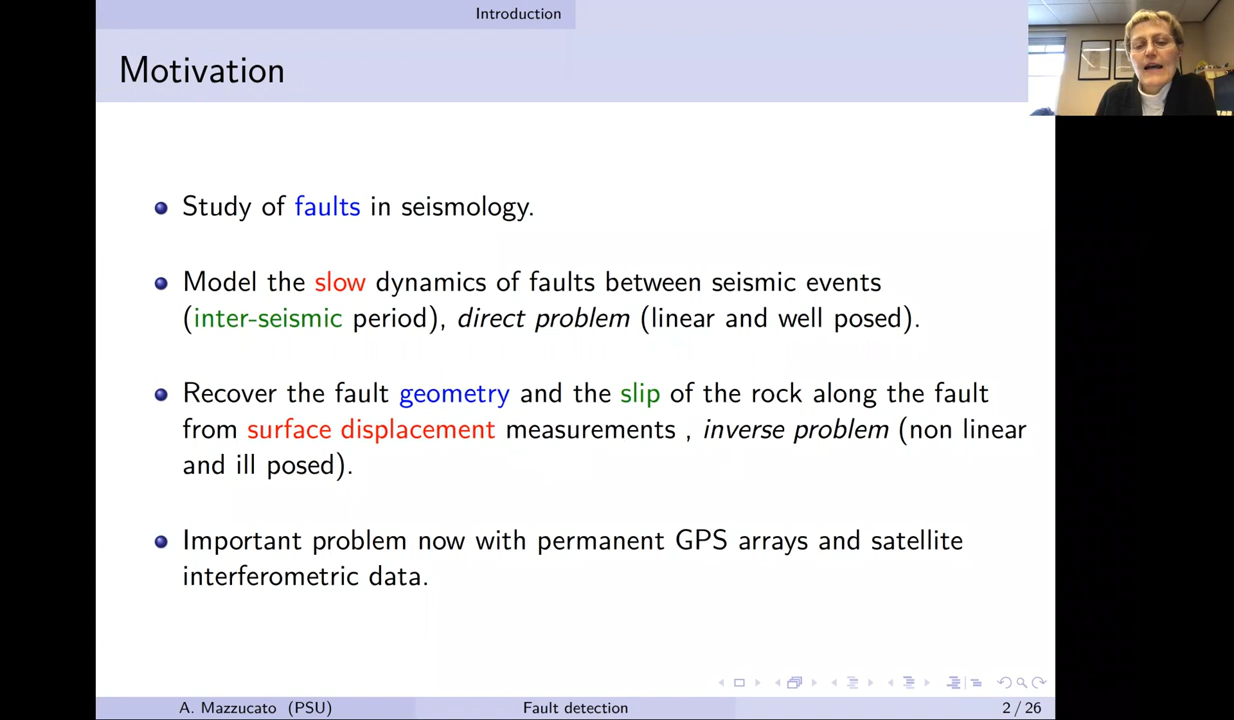 Introduction
Motivation
Study of faults in seismology.
Model the slow dynamics of faults between seismic events
(inter-seismic period), direct problem (linear and well posed).
Recover the fault geometry and the slip of the rock along the fault
from surface displacement measurements , inverse problem (non linear
and ill posed).
Important problem now with permanent GPS arrays and satellite
interferometric data.
A. Mazzucato (PSU)
Fault detection
2 / 26